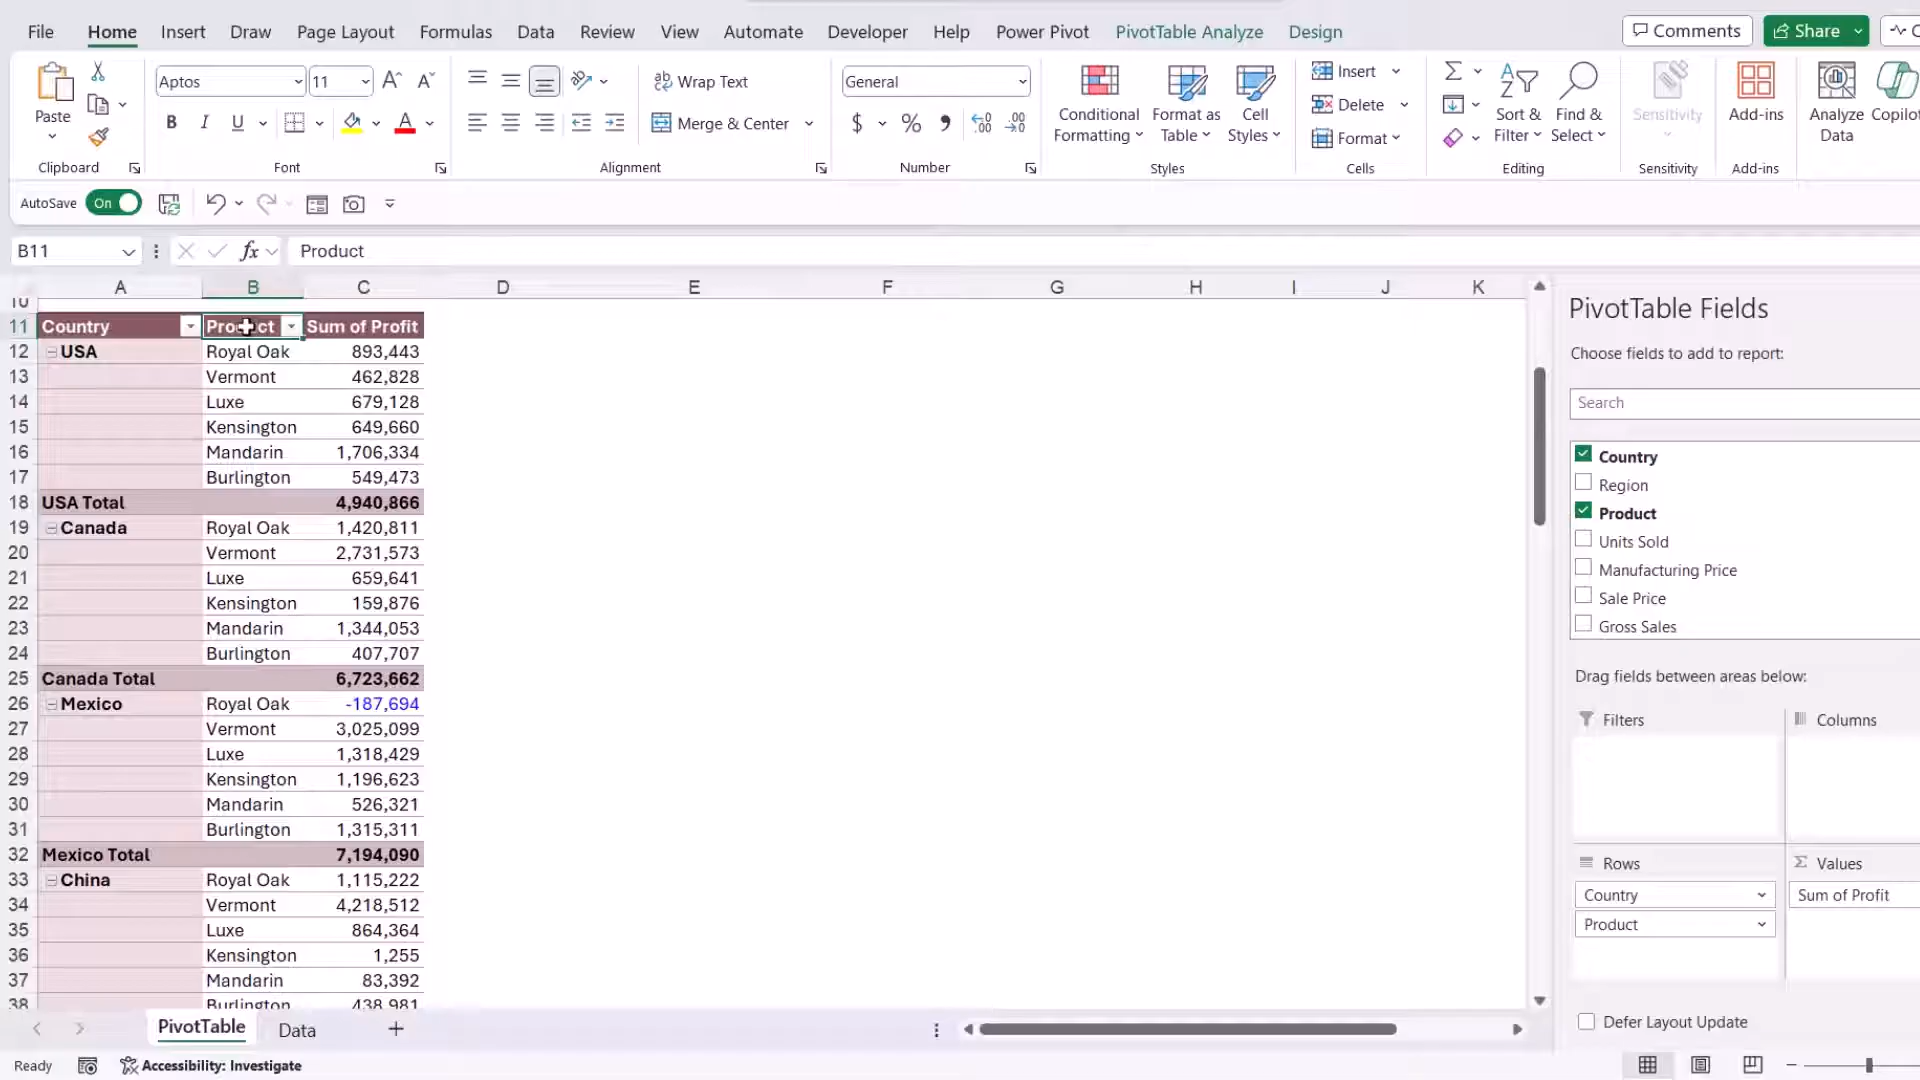 File Home Insert Draw Page Layout Formulas Data Review View Automate Developer Help Power Pivot PivotTable Analyze Design Comments Share
Aptos 11 Wrap Text General Insert
Paste B I U Merge & Center $ % Conditional Formatting Format as Table Cell Styles Delete Format Sort & Filter Find & Select Sensitivity Add-ins Analyze Data
Clipboard Font Alignment Number Styles Cells Editing Sensitivity Add-ins
AutoSave On
B11 fx Product
A B C D E F G H I J K
10
11 Country Product Sum of Profit
12 USA Royal Oak 893,443
13 Vermont 462,828
14 Luxe 679,128
15 Kensington 649,660
16 Mandarin 1,706,334
17 Burlington 549,473
18 USA Total 4,940,866
19 Canada Royal Oak 1,420,811
20 Vermont 2,731,573
21 Luxe 659,641
22 Kensington 159,876
23 Mandarin 1,344,053
24 Burlington 407,707
25 Canada Total 6,723,662
26 Mexico Royal Oak -187,694
27 Vermont 3,025,099
28 Luxe 1,318,429
29 Kensington 1,196,623
30 Mandarin 526,321
31 Burlington 1,315,311
32 Mexico Total 7,194,090
33 China Royal Oak 1,115,222
34 Vermont 4,218,512
35 Luxe 864,364
36 Kensington 1,255
37 Mandarin 83,392
38 Burlington 438,981
PivotTable Fields
Choose fields to add to report:
Search
Country
Region
Product
Units Sold
Manufacturing Price
Sale Price
Gross Sales
Drag fields between areas below:
Filters Columns
Rows Values
Country Sum of Profit
Product
Defer Layout Update
PivotTable Data
Ready Accessibility: Investigate